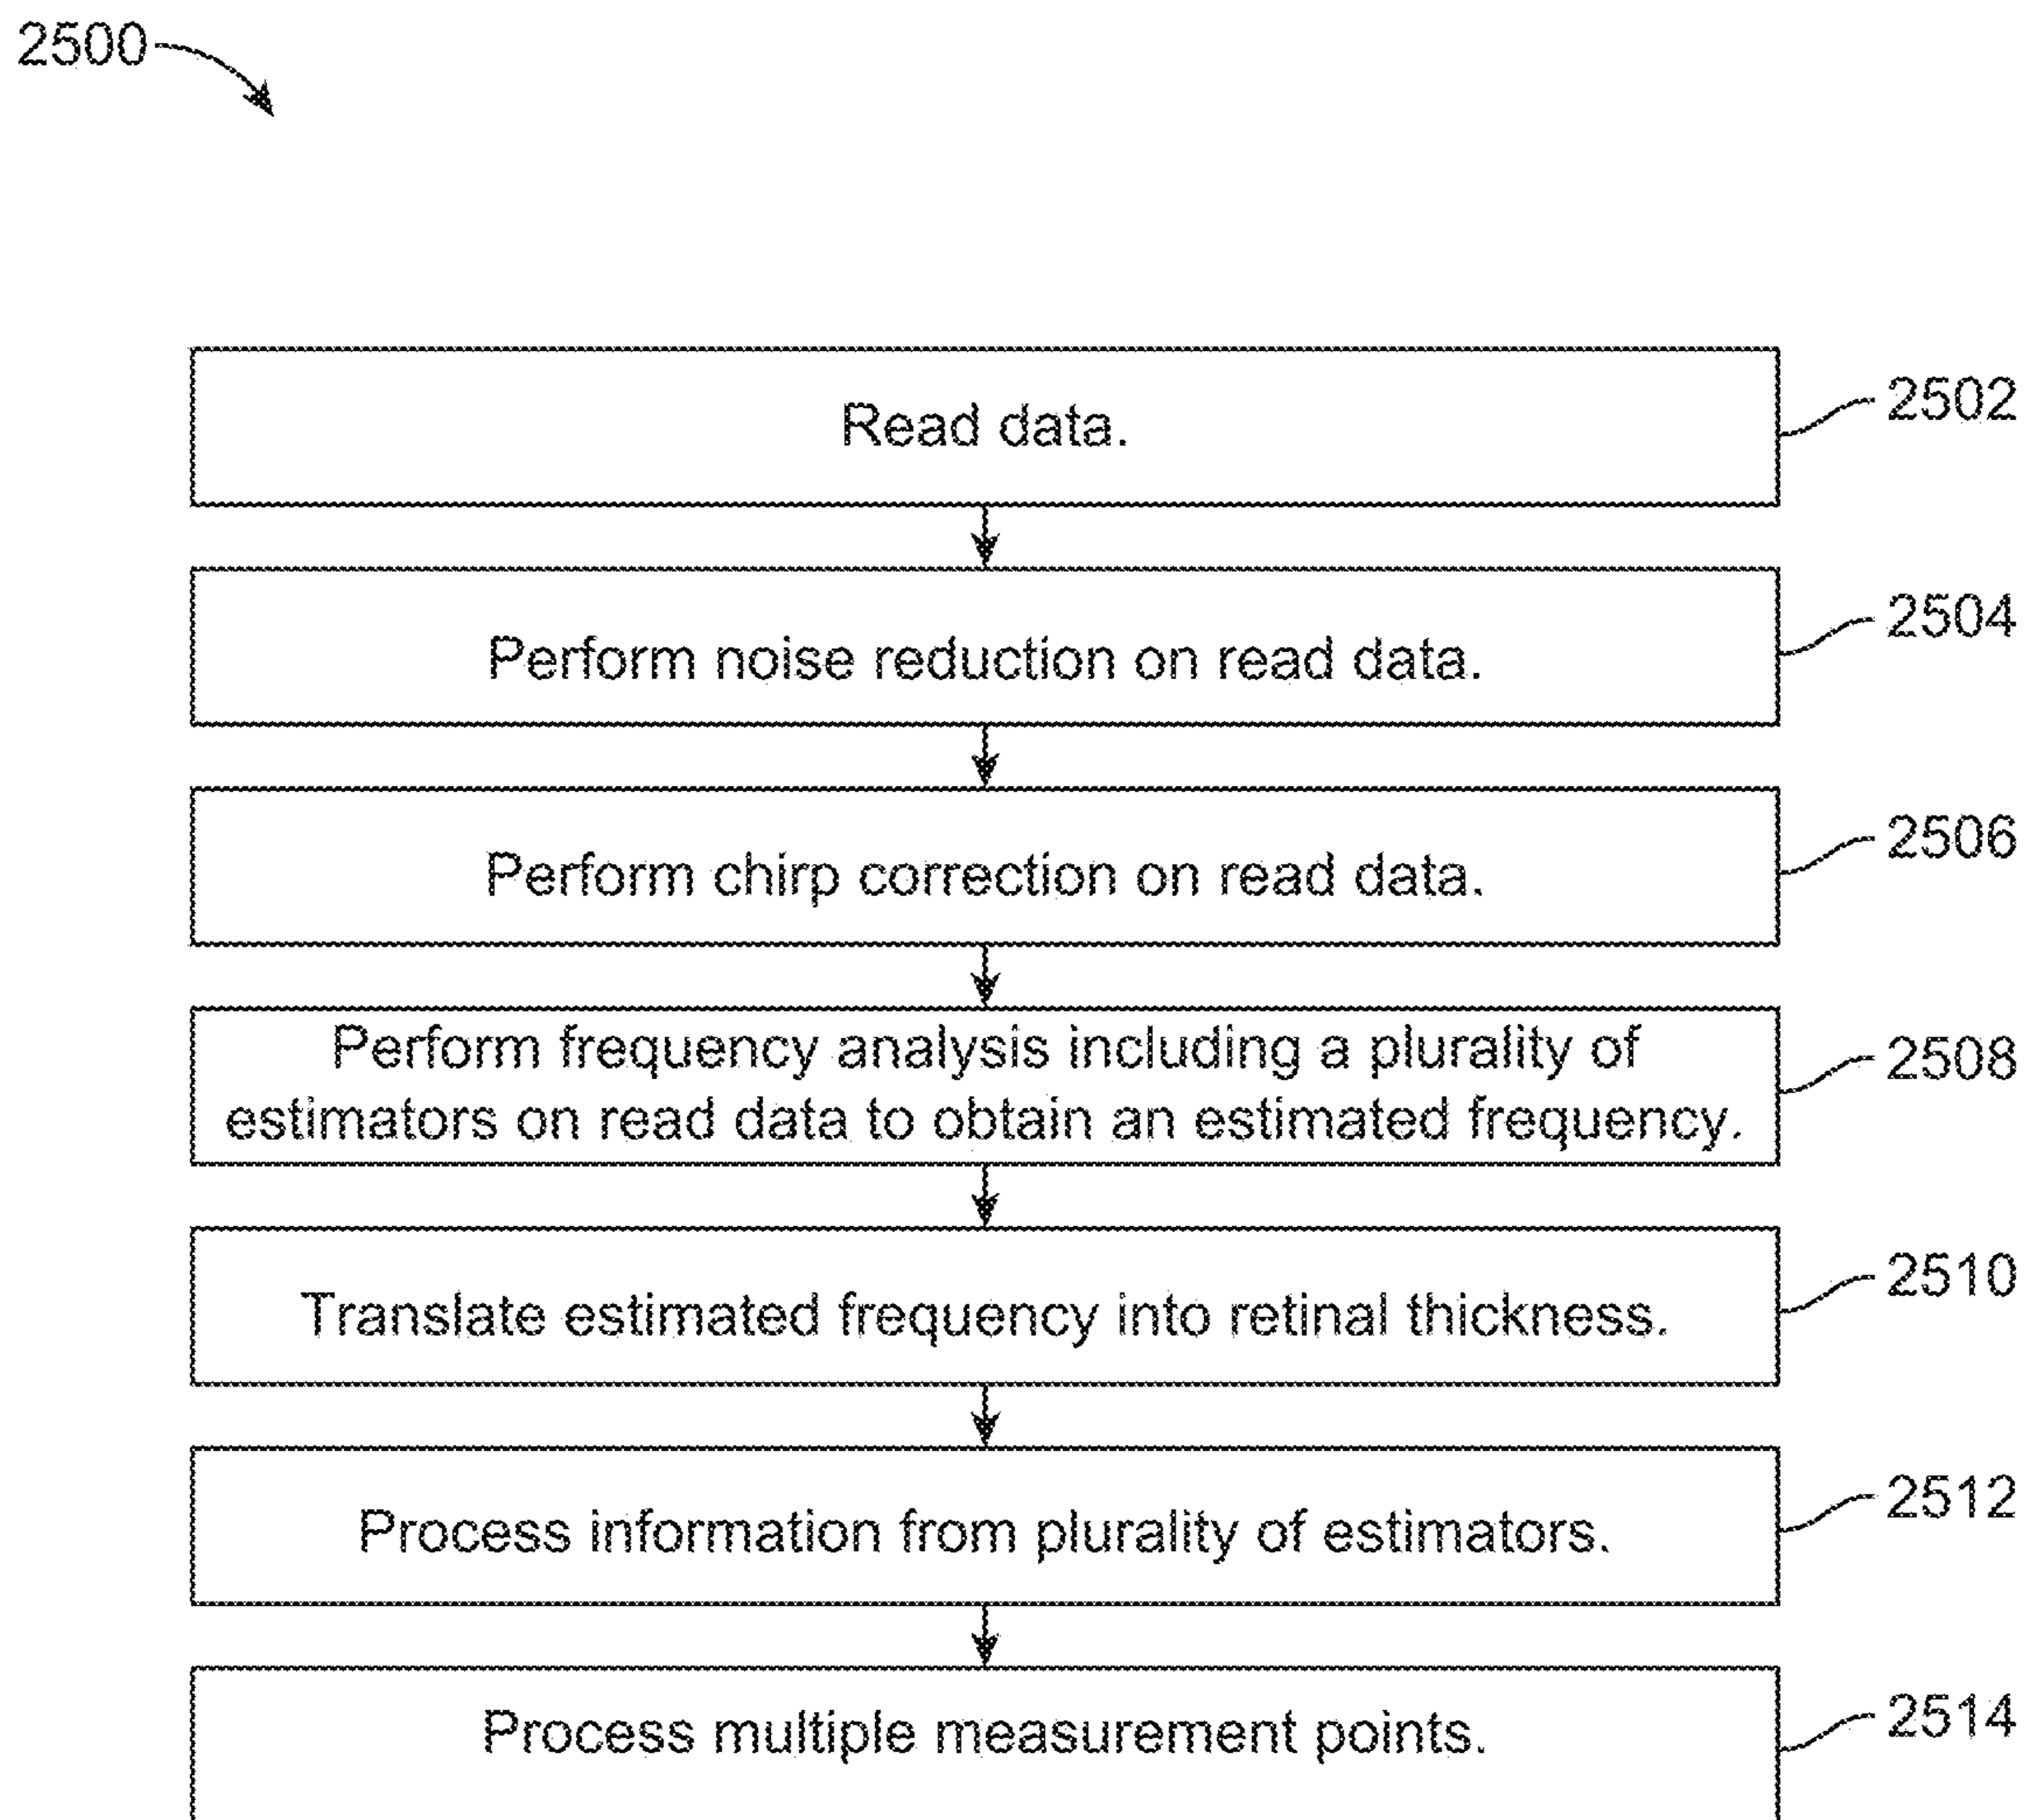 2500
Read data.
2502
Perform noise reduction on read data.
2504
Perform chirp correction on read data.
2506
Perform frequency analysis including a plurality of
estimators on read data to obtain an estimated frequency.
2508
Translate estimated frequency into retinal thickness.
2510
Process information from plurality of estimators.
2512
Process multiple measurement points.
2514